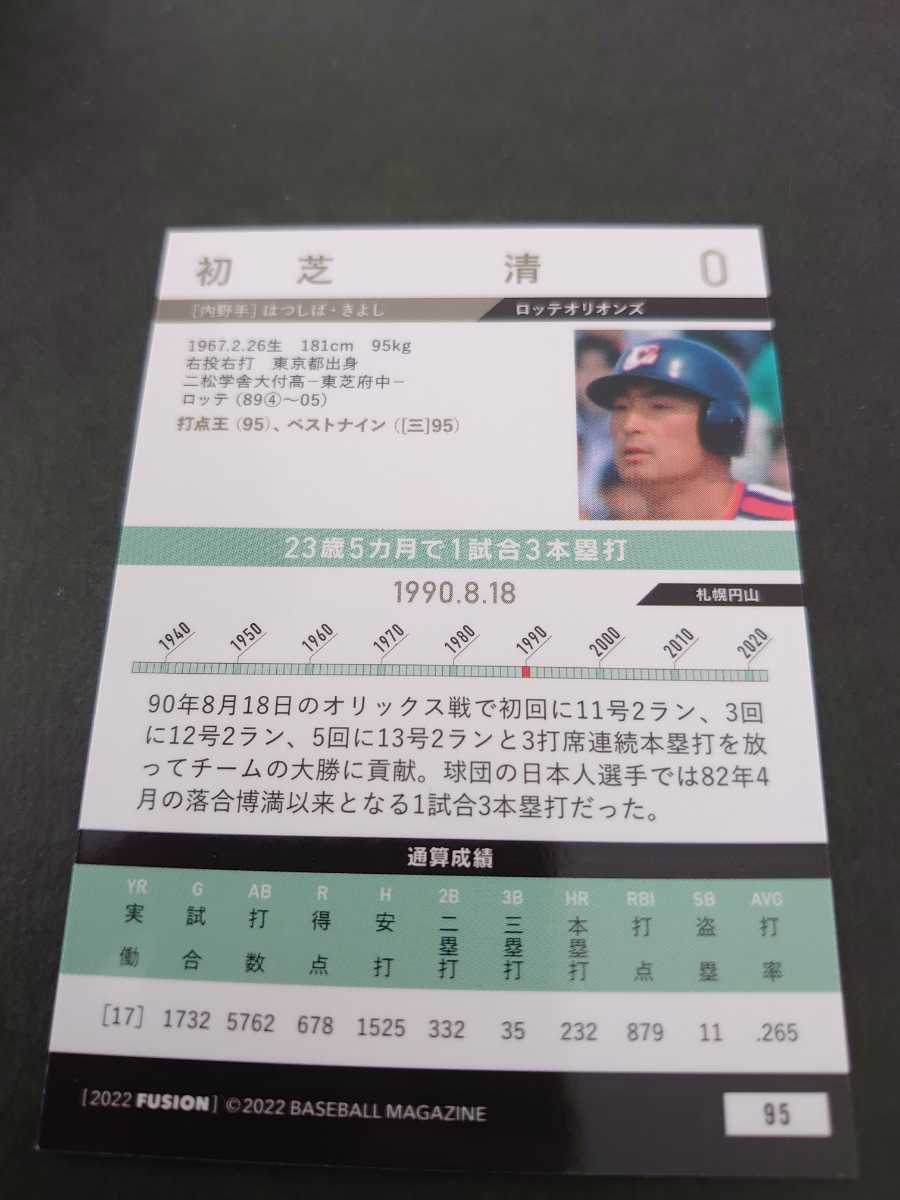 初芝 清 0
[内野手] はつしば・きよし ロッテオリオンズ
1967.2.26生 181cm 95kg
右投右打 東京都出身
二松学舎大付高－東芝府中－
ロッテ（89④～05）
打点王（95）、ベストナイン（[三]95）
C
23歳5カ月で1試合3本塁打
1990.8.18 札幌円山
1940 1950 1960 1970 1980 1990 2000 2010 2020
90年8月18日のオリックス戦で初回に11号2ラン、3回
に12号2ラン、5回に13号2ランと3打席連続本塁打を放
ってチームの大勝に貢献。球団の日本人選手では82年4
月の落合博満以来となる1試合3本塁打だった。
通算成績
YR G AB R H 2B 3B HR RBI SB AVG
実働 試合 打数 得点 安打 二塁打 三塁打 本塁打 打点 盗塁 打率
[17] 1732 5762 678 1525 332 35 232 879 11 .265
[2022 FUSION] ©2022 BASEBALL MAGAZINE 95